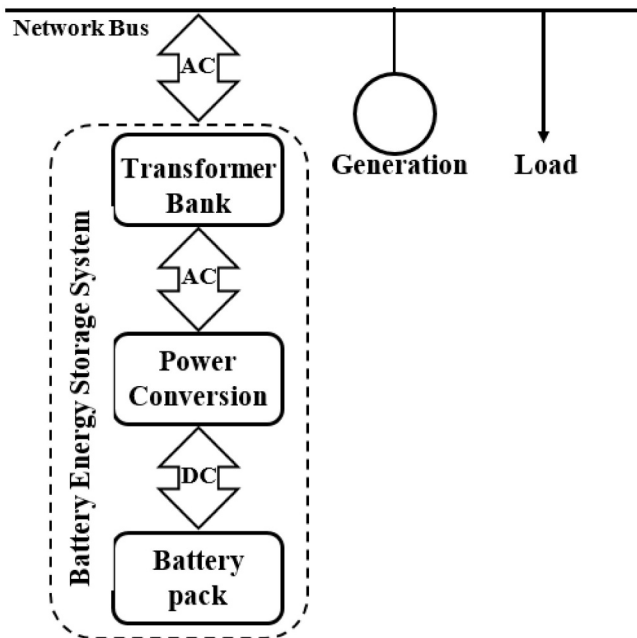 Network Bus
AC
Transformer
Bank
Generation
Load
AC
Power
Conversion
DC
Battery
pack
Battery Energy Storage System